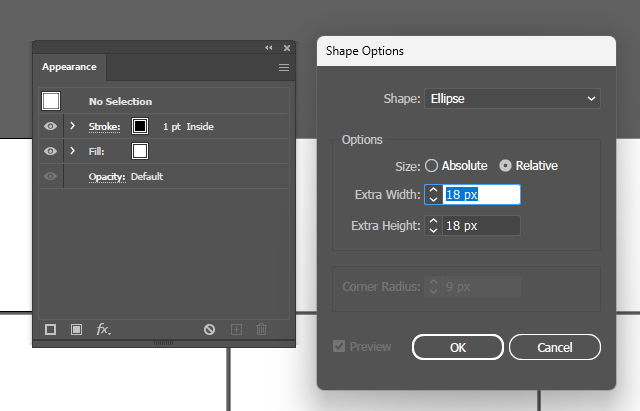 Appearance
No Selection
Stroke: 1 pt Inside
Fill:
Opacity: Default
fx.
Shape Options
Shape: Ellipse
Options
Size: Absolute Relative
Extra Width: 18 px
Extra Height: 18 px
Corner Radius: 9 px
Preview OK Cancel